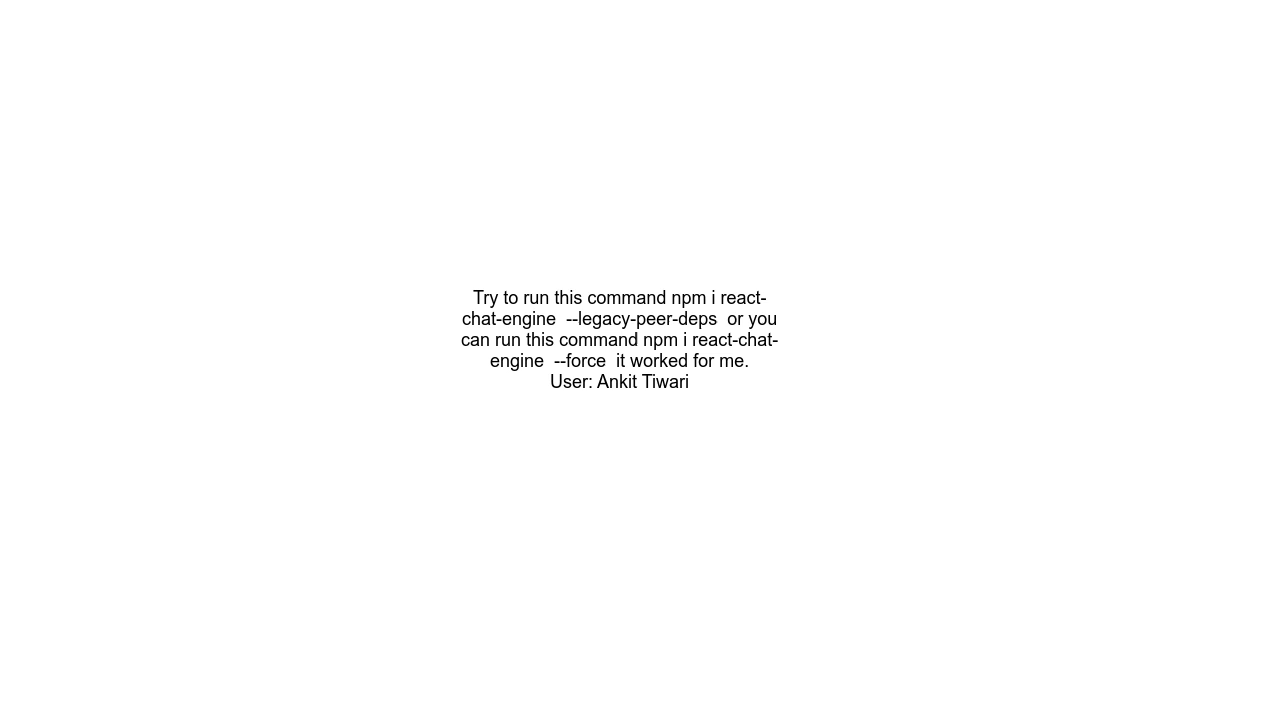 Try to run this command npm i react-
chat-engine  --legacy-peer-deps  or you
can run this command npm i react-chat-
engine  --force  it worked for me.
User: Ankit Tiwari